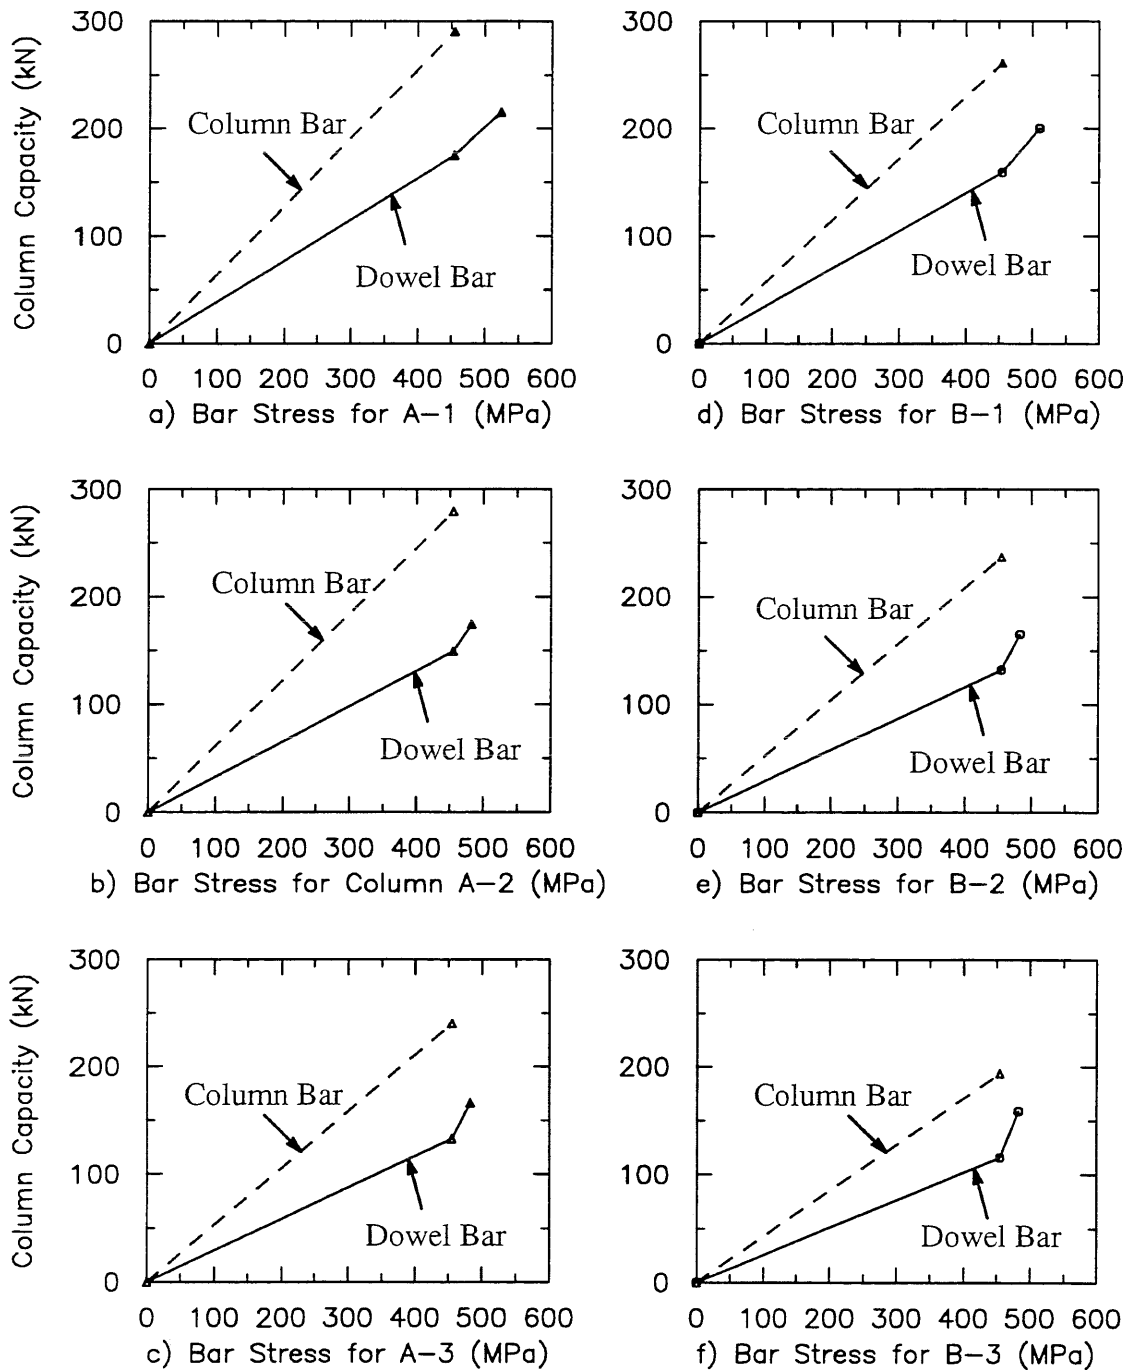 300
200
100
0
Column Capacity (kN)
Column Bar
Dowel Bar
0 100 200 300 400 500 600
a) Bar Stress for A-1 (MPa)
300
200
100
0
Column Bar
Dowel Bar
0 100 200 300 400 500 600
d) Bar Stress for B-1 (MPa)
300
200
100
0
Column Capacity (kN)
Column Bar
Dowel Bar
0 100 200 300 400 500 600
b) Bar Stress for Column A-2 (MPa)
300
200
100
0
Column Bar
Dowel Bar
0 100 200 300 400 500 600
e) Bar Stress for B-2 (MPa)
300
200
100
0
Column Capacity (kN)
Column Bar
Dowel Bar
0 100 200 300 400 500 600
c) Bar Stress for A-3 (MPa)
300
200
100
0
Column Bar
Dowel Bar
0 100 200 300 400 500 600
f) Bar Stress for B-3 (MPa)